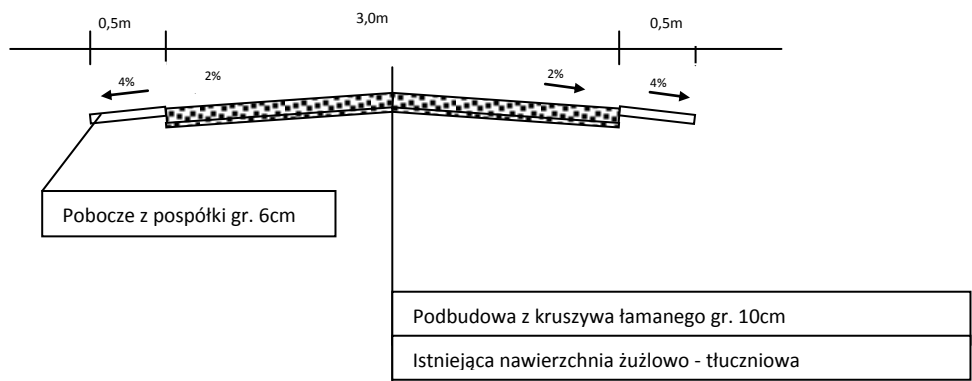 0,5m 3,0m 0,5m
4% 2% 2% 4%
Pobocze z pospółki gr. 6cm
Podbudowa z kruszywa łamanego gr. 10cm
Istniejąca nawierzchnia żużlowo - tłuczniowa